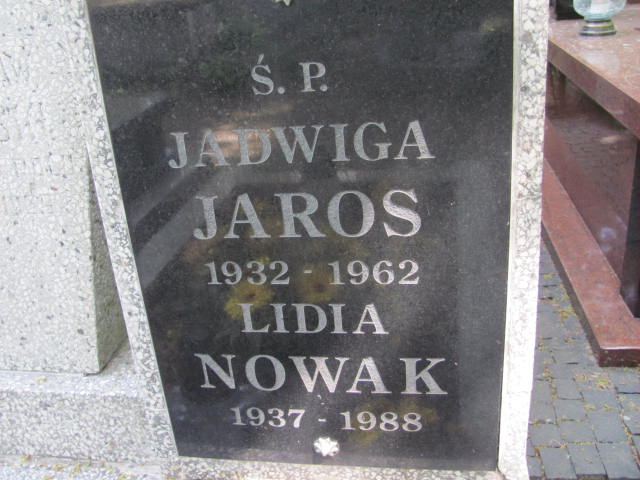 Ś. P.
JADWIGA
JAROS
1932 - 1962
LIDIA
NOWAK
1937 - 1988